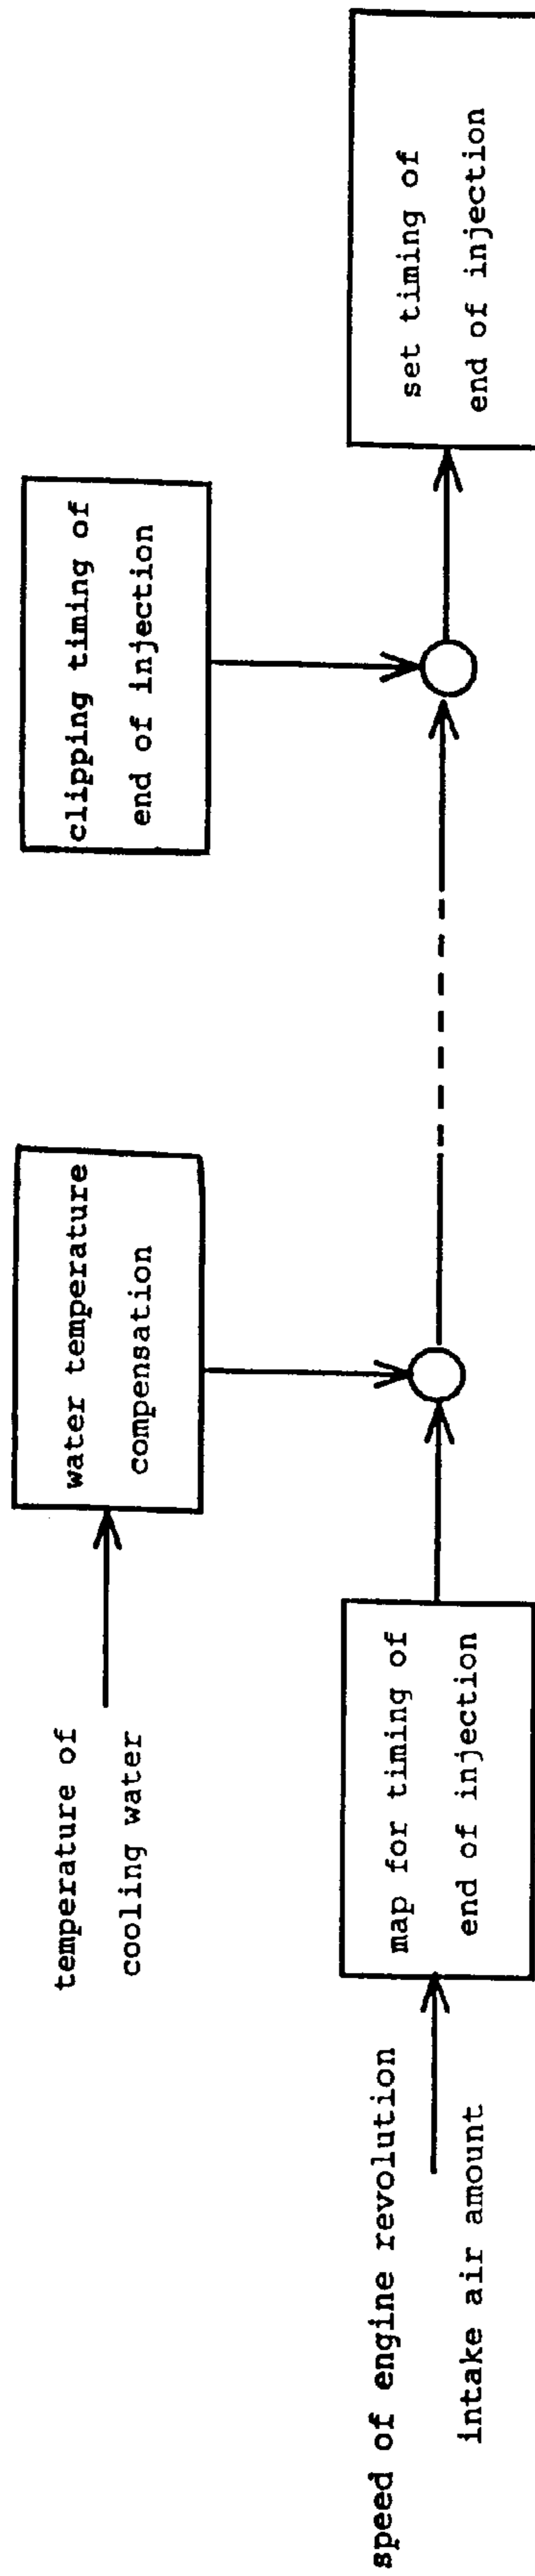 temperature of
cooling water
water temperature
compensation
clipping timing of
end of injection
speed of engine revolution
intake air amount
map for timing of
end of injection
set timing of
end of injection